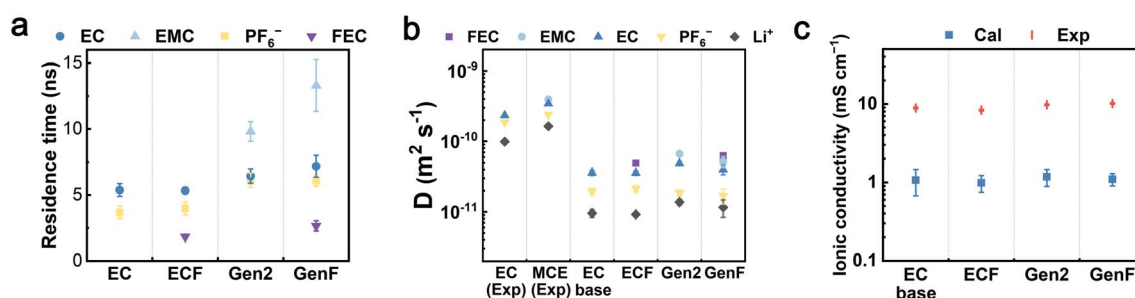 a
EC EMC PF₆⁻ FEC
Residence time (ns)
15
10
5
0
EC ECF Gen2 GenF
b
FEC EMC EC PF₆⁻ Li⁺
D (m² s⁻¹)
10⁻⁹
10⁻¹⁰
10⁻¹¹
EC MCE EC ECF Gen2 GenF
(Exp) (Exp) base
c
Cal Exp
Ionic conductivity (mS cm⁻¹)
100
10
1
0.1
EC ECF Gen2 GenF
base